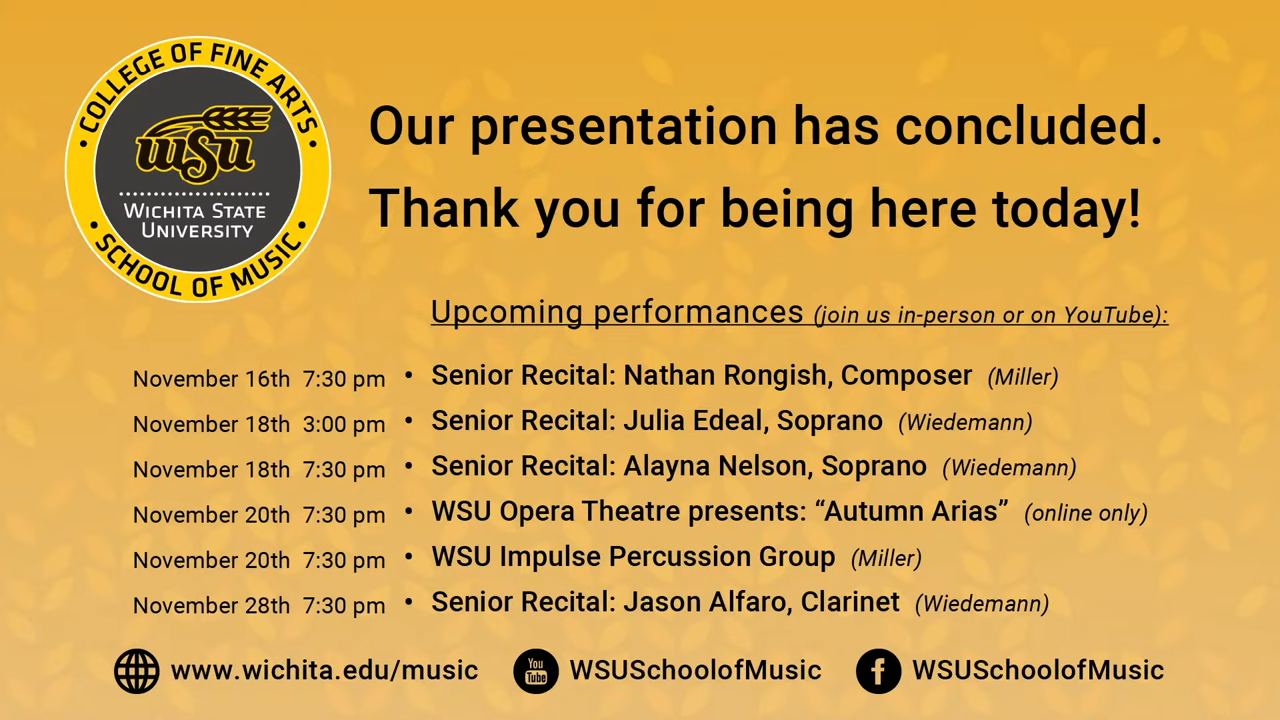 COLLEGE OF FINE ARTS
wsu
WICHITA STATE
UNIVERSITY
SCHOOL OF MUSIC
Our presentation has concluded.
Thank you for being here today!
Upcoming performances (join us in-person or on YouTube):
November 16th 7:30 pm • Senior Recital: Nathan Rongish, Composer (Miller)
November 18th 3:00 pm • Senior Recital: Julia Edeal, Soprano (Wiedemann)
November 18th 7:30 pm • Senior Recital: Alayna Nelson, Soprano (Wiedemann)
November 20th 7:30 pm • WSU Opera Theatre presents: “Autumn Arias” (online only)
November 20th 7:30 pm • WSU Impulse Percussion Group (Miller)
November 28th 7:30 pm • Senior Recital: Jason Alfaro, Clarinet (Wiedemann)
www.wichita.edu/music You Tube WSUSchoolofMusic f WSUSchoolofMusic